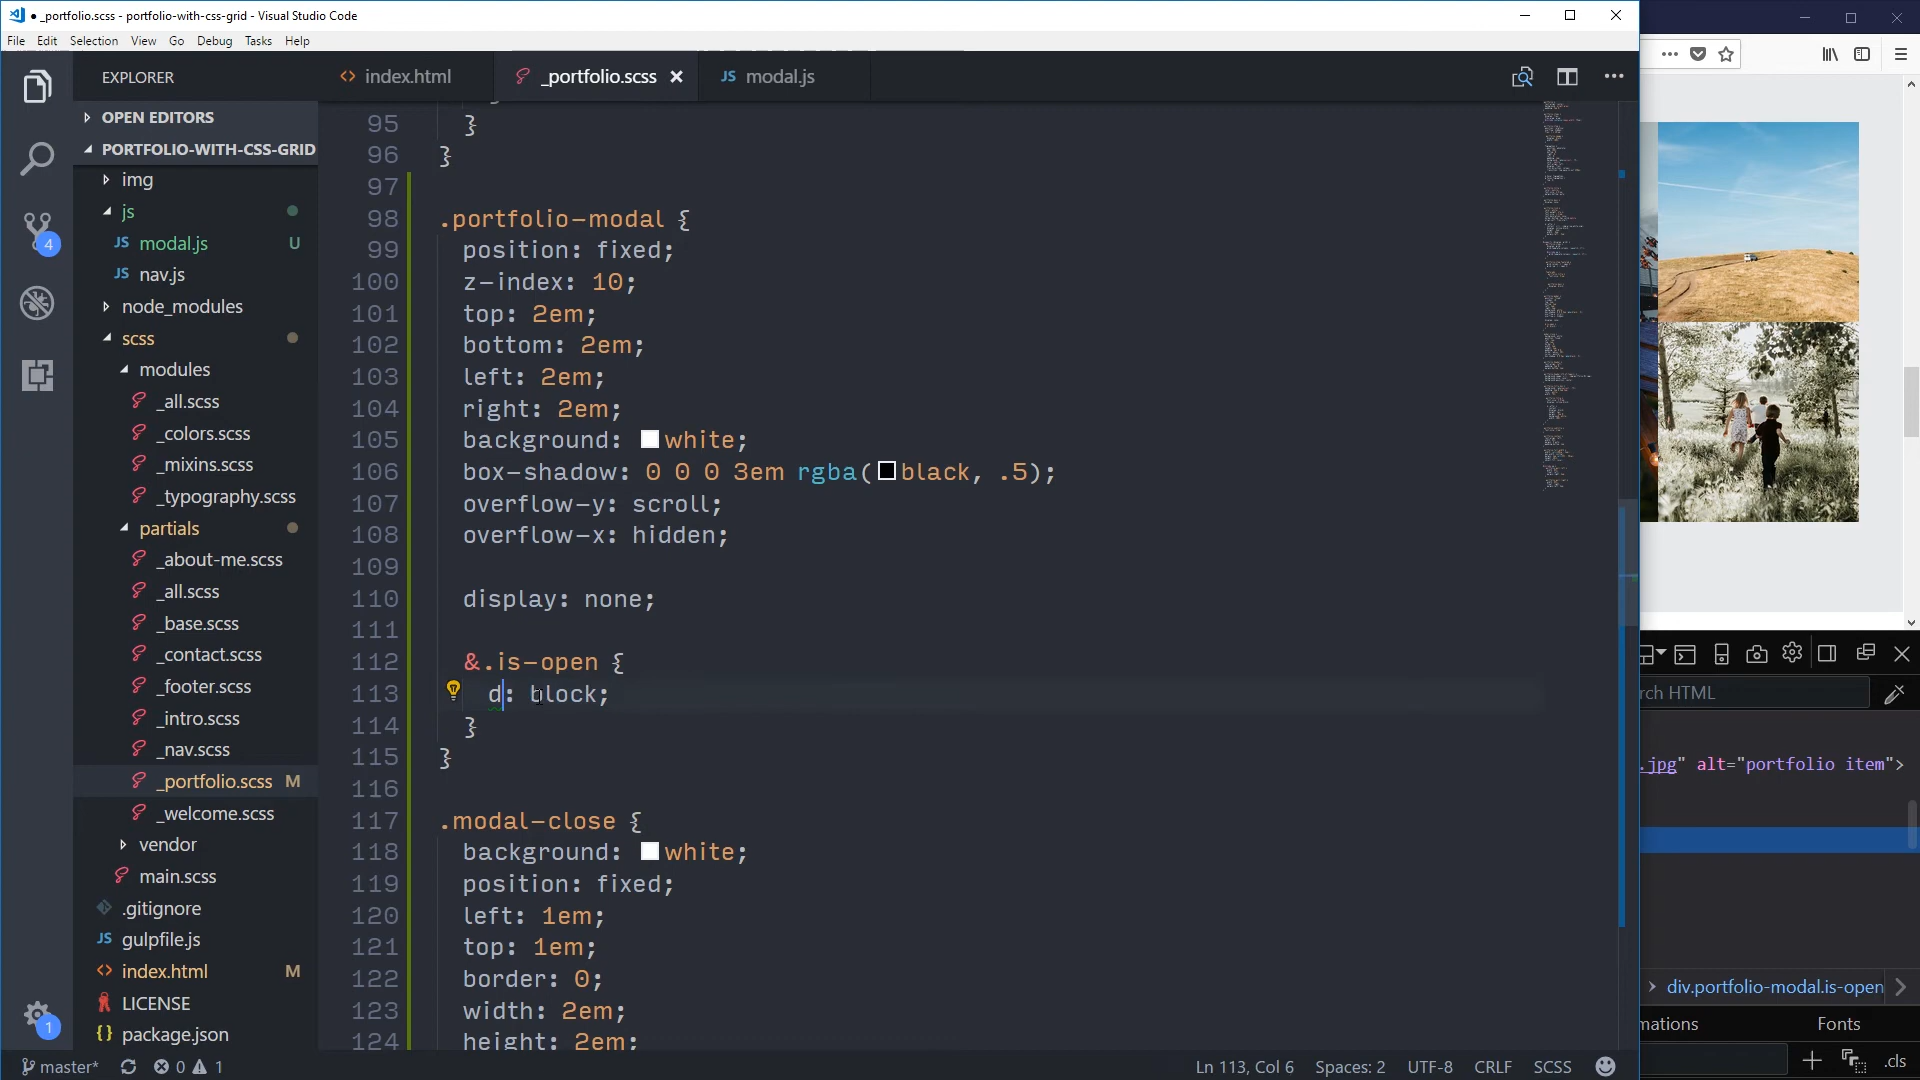 _portfolio.scss - portfolio-with-css-grid - Visual Studio Code
File Edit Selection View Go Debug Tasks Help
EXPLORER
index.html
_portfolio.scss
JS modal.js
OPEN EDITORS
PORTFOLIO-WITH-CSS-GRID
img
js
JS modal.js U
JS nav.js
node_modules
scss
modules
_all.scss
_colors.scss
_mixins.scss
_typography.scss
partials
_about-me.scss
_all.scss
_base.scss
_contact.scss
_footer.scss
_intro.scss
_nav.scss
_portfolio.scss M
_welcome.scss
vendor
main.scss
.gitignore
JS gulpfile.js
index.html M
LICENSE
{} package.json
4
1
95 }
96 }
97
98 .portfolio-modal {
99 position: fixed;
100 z-index: 10;
101 top: 2em;
102 bottom: 2em;
103 left: 2em;
104 right: 2em;
105 background: white;
106 box-shadow: 0 0 0 3em rgba(black, .5);
107 overflow-y: scroll;
108 overflow-x: hidden;
109
110 display: none;
111
112 &.is-open {
113 d: block;
114 }
115 }
116
117 .modal-close {
118 background: white;
119 position: fixed;
120 left: 1em;
121 top: 1em;
122 border: 0;
123 width: 2em;
124 height: 2em;
master* 0 1
Ln 113, Col 6 Spaces: 2 UTF-8 CRLF SCSS
rch HTML
.jpg" alt="portfolio item">
div.portfolio-modal.is-open
mations Fonts
.cls